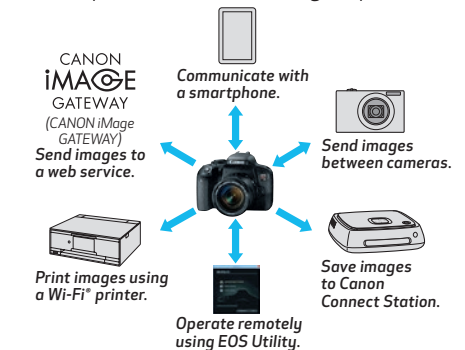 Communicate with
a smartphone.
CANON
iMAGE
GATEWAY
(CANON iMage
GATEWAY)
Send images to
a web service.
Send images
between cameras.
Print images using
a Wi-Fi® printer.
Save images
to Canon
Connect Station.
Operate remotely
using EOS Utility.